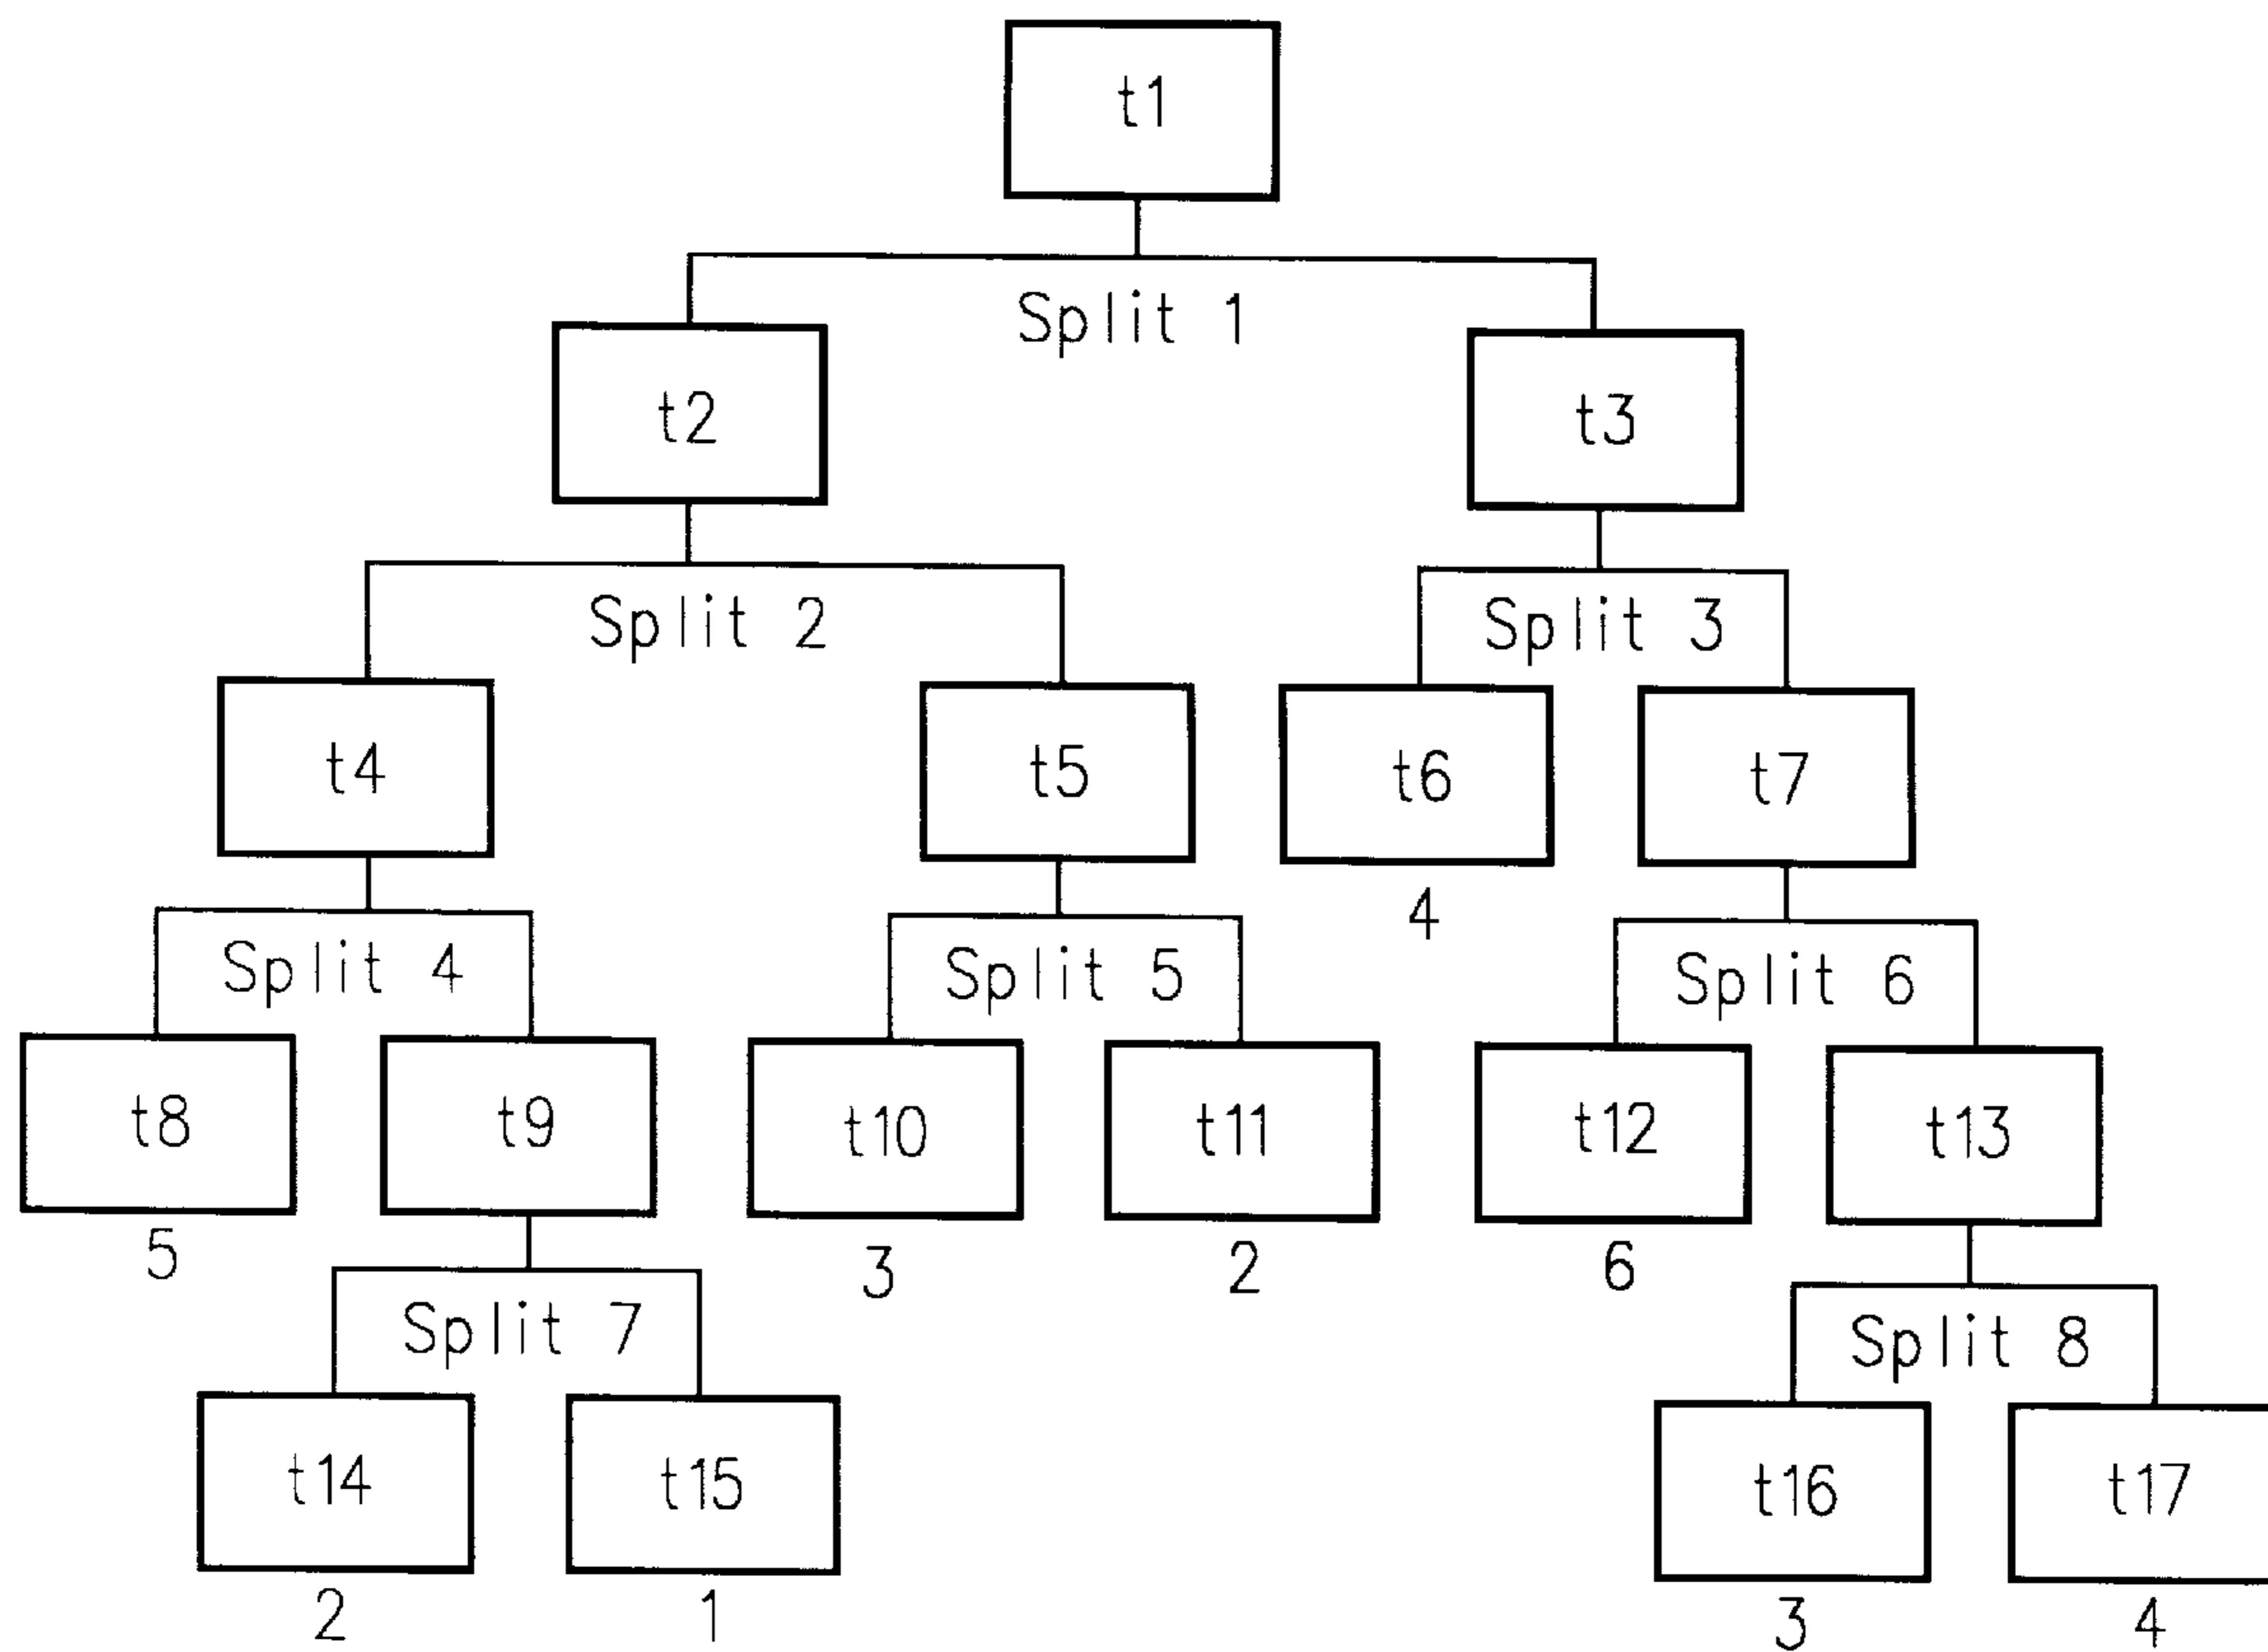 t1
Split 1
t2
t3
Split 2
Split 3
t4
t5
t6
t7
4
Split 4
Split 5
Split 6
t8
t9
t10
t11
t12
t13
5
3
2
6
Split 7
Split 8
t14
t15
t16
t17
2
1
3
4